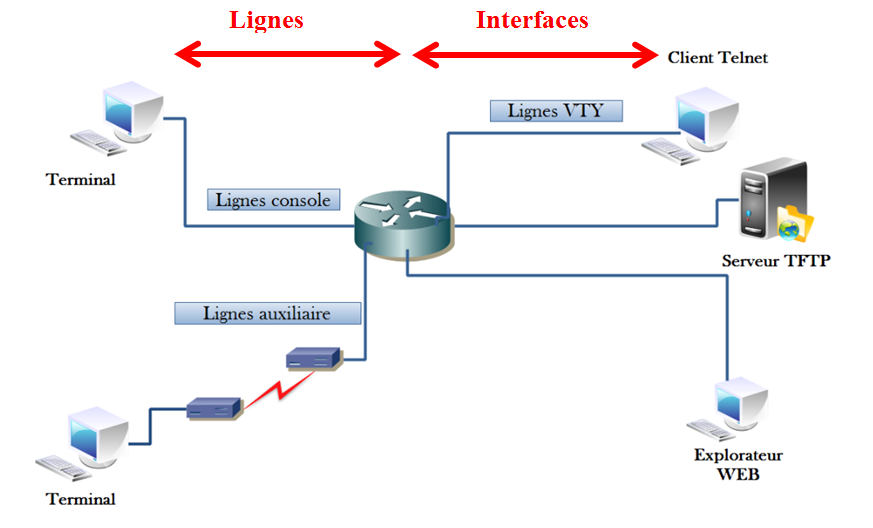 Lignes
Interfaces
Client Telnet
Lignes VTY
Terminal
Lignes console
Serveur TFTP
Lignes auxiliaire
Explorateur
WEB
Terminal